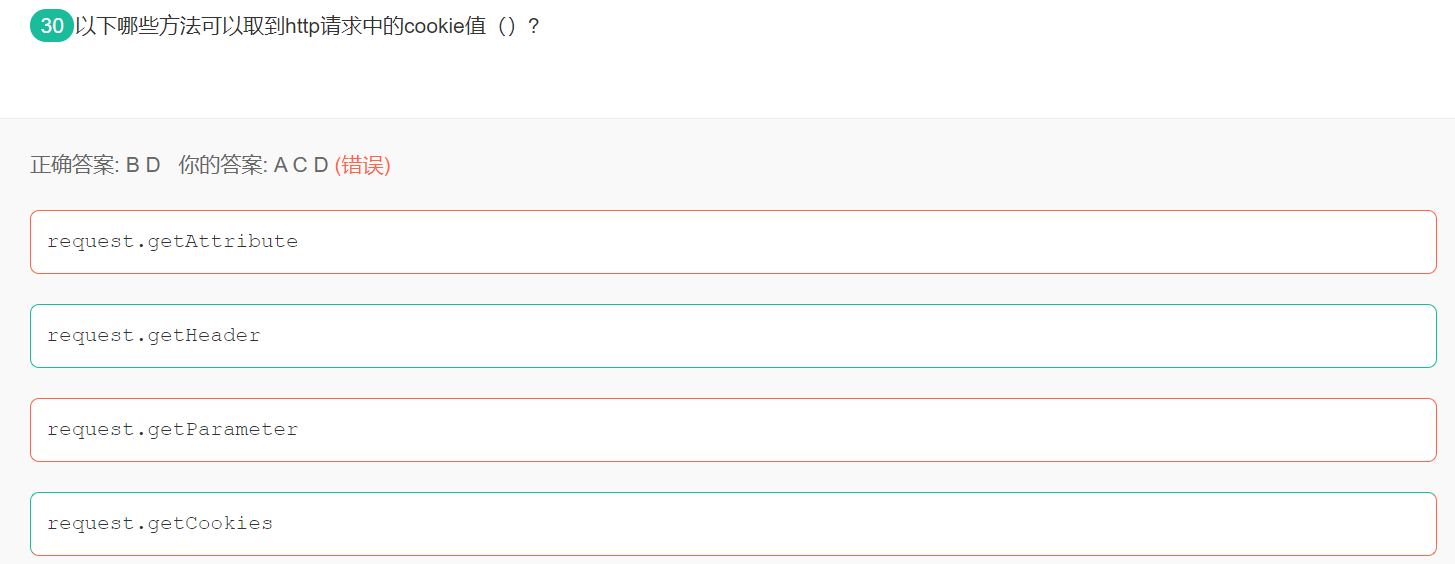 30 以下哪些方法可以取到http请求中的cookie值（）?
正确答案: B D 你的答案: A C D (错误)
request.getAttribute
request.getHeader
request.getParameter
request.getCookies